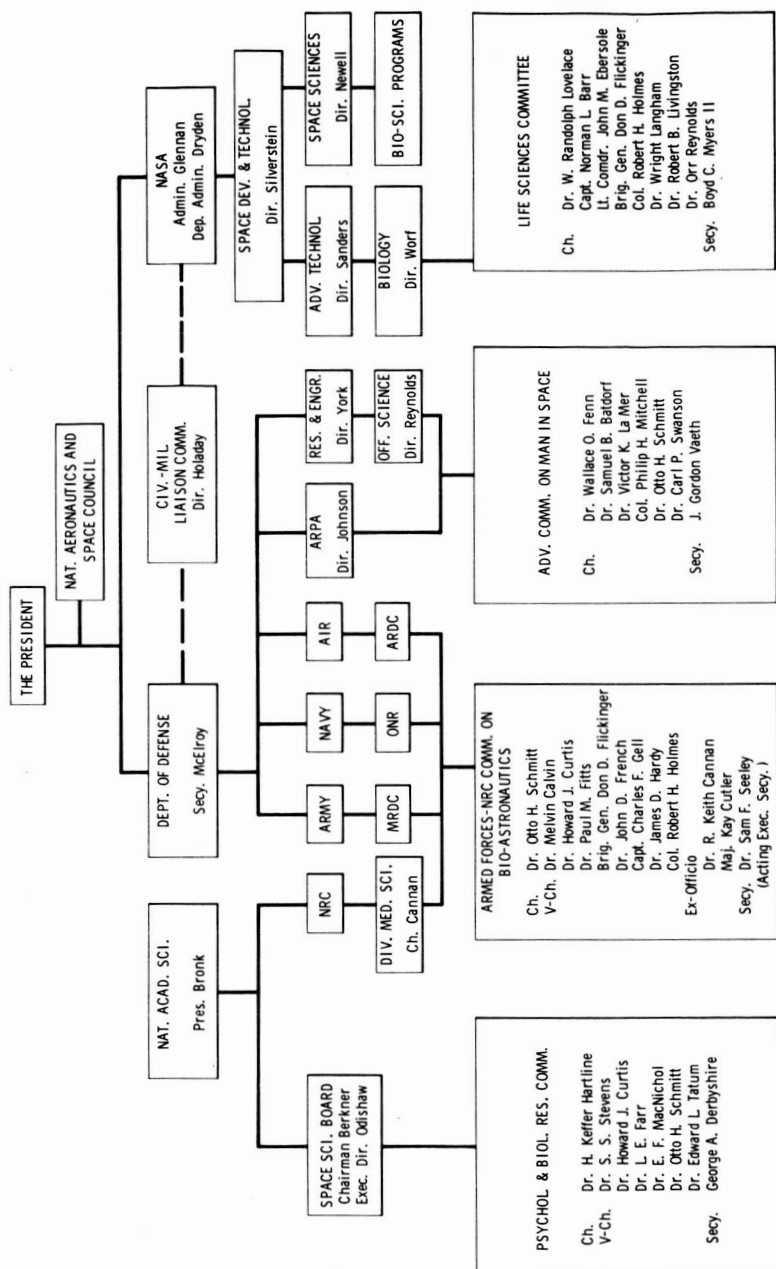 THE PRESIDENT
NAT. AERONAUTICS AND
SPACE COUNCIL
NAT. ACAD. SCI.
Pres. Bronk
DEPT. OF DEFENSE
Secy. McElroy
CIV.-MIL
LIAISON COMM.
Dir. Holaday
NASA
Admin. Glennan
Dep. Admin. Dryden
SPACE DEV. & TECHNOL.
Dir. Silverstein
SPACE SCI. BOARD
Chairman Berkner
Exec. Dir. Odishaw
NRC
DIV. MED. SCI.
Ch. Cannan
ARMY
MRDC
NAVY
ONR
AIR
ARDC
ARPA
Dir. Johnson
RES. & ENGR.
Dir. York
OFF. SCIENCE
Dir. Reynolds
ADV. TECHNOL
Dir. Sanders
BIOLOGY
Dir. Worf
SPACE SCIENCES
Dir. Newell
BIO-SCI. PROGRAMS
PSYCHOL & BIOL. RES. COMM.
Ch. Dr. H. Keffer Hartline
V-Ch. Dr. S. S. Stevens
Dr. Howard J. Curtis
Dr. L. E. Farr
Dr. E. F. MacNichol
Dr. Otto H. Schmitt
Dr. Edward L. Tatum
Secy. George A. Derbyshire
ARMED FORCES-NRC COMM. ON
BIO-ASTRONAUTICS
Ch. Dr. Otto H. Schmitt
V-Ch. Dr. Melvin Calvin
Dr. Howard J. Curtis
Dr. Paul M. Fitts
Brig. Gen. Don D. Flickinger
Dr. John D. French
Capt. Charles F. Gell
Dr. James D. Hardy
Col. Robert H. Holmes
Ex-Officio
Dr. R. Keith Cannan
Maj. Kay Cutler
Secy. Dr. Sam F. Seeley
(Acting Exec. Secy.)
ADV. COMM. ON MAN IN SPACE
Ch. Dr. Wallace O. Fenn
Dr. Samuel B. Batdorf
Dr. Victor K. La Mer
Col. Philip H. Mitchell
Dr. Otto H. Schmitt
Dr. Carl P. Swanson
Secy. J. Gordon Vaeth
LIFE SCIENCES COMMITTEE
Ch. Dr. W. Randolph Lovelace
Capt. Norman L. Barr
Lt. Comdr. John M. Ebersole
Brig. Gen. Don D. Flickinger
Col. Robert H. Holmes
Dr. Wright Langham
Dr. Robert B. Livingston
Dr. Orr Reynolds
Secy. Boyd C. Myers II